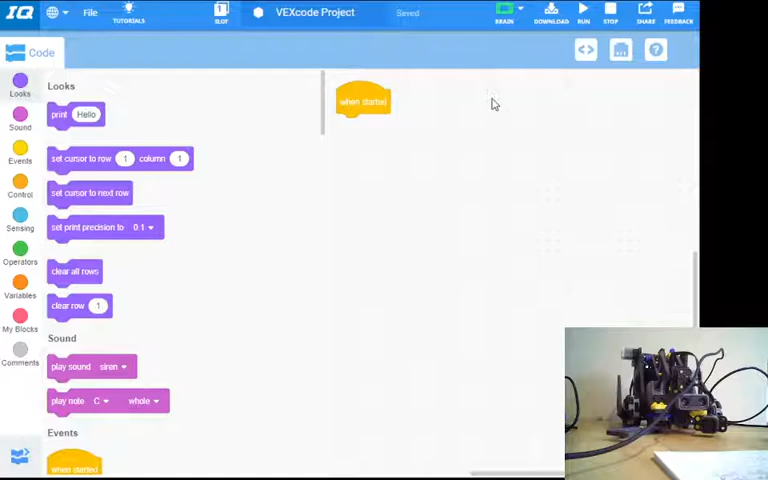 IQ File TUTORIALS 1 SLOT VEXcode Project Saved BRAIN DOWNLOAD RUN STOP SHARE FEEDBACK
Code
Looks
Sound
Events
Control
Sensing
Operators
Variables
My Blocks
Comments
Looks
print Hello
set cursor to row 1 column 1
set cursor to next row
set print precision to 0.1
clear all rows
clear row 1
Sound
play sound siren
play note C whole
Events
when started
when started